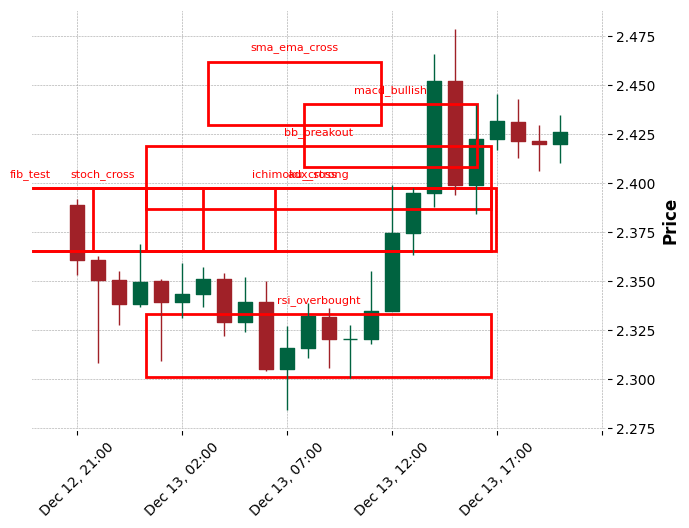 sma_ema_cross
macd_bullish
bb_breakout
fib_test
stoch_cross
rsi_overbought
2.475
2.450
2.425
2.400
2.375
2.350
2.325
2.300
2.275
Price
Dec 12, 21:00
Dec 13, 02:00
Dec 13, 07:00
Dec 13, 12:00
Dec 13, 17:00